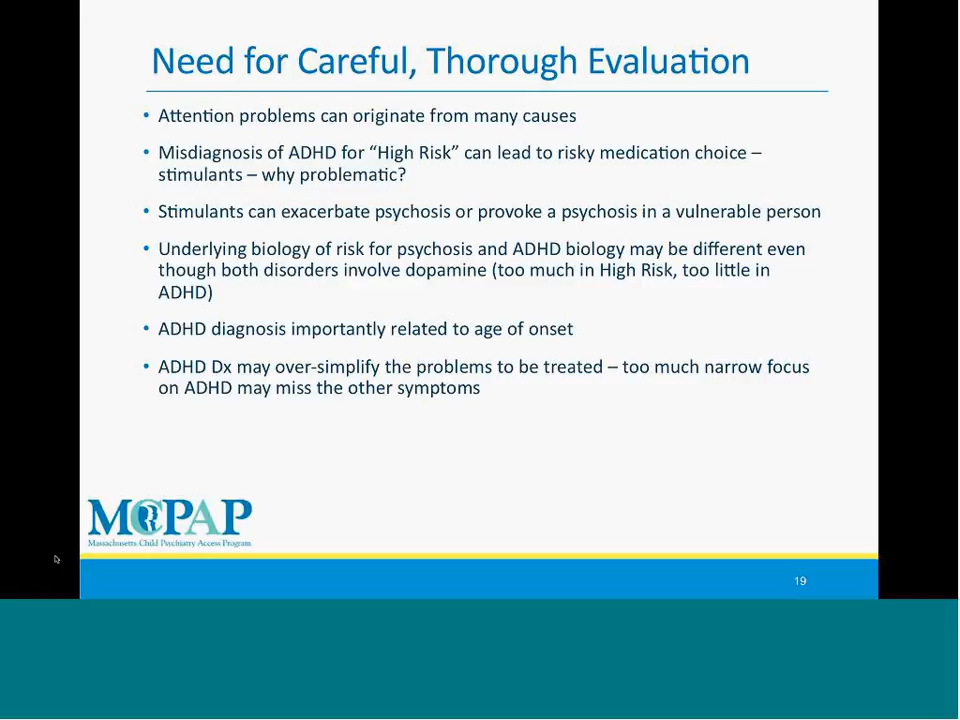 Need for Careful, Thorough Evaluation
• Attention problems can originate from many causes
• Misdiagnosis of ADHD for “High Risk” can lead to risky medication choice –
stimulants – why problematic?
• Stimulants can exacerbate psychosis or provoke a psychosis in a vulnerable person
• Underlying biology of risk for psychosis and ADHD biology may be different even
though both disorders involve dopamine (too much in High Risk, too little in
ADHD)
• ADHD diagnosis importantly related to age of onset
• ADHD Dx may over-simplify the problems to be treated – too much narrow focus
on ADHD may miss the other symptoms
MCPAP
Massachusetts Child Psychiatry Access Program
19